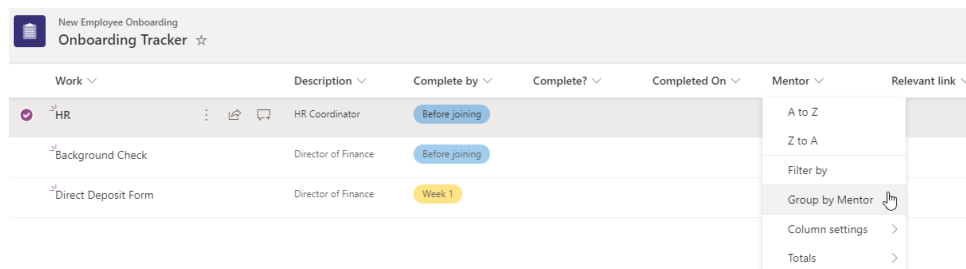 New Employee Onboarding
Onboarding Tracker
Work Description Complete by Complete? Completed On Mentor Relevant link
HR HR Coordinator Before joining
Background Check Director of Finance Before joining
Direct Deposit Form Director of Finance Week 1
A to Z
Z to A
Filter by
Group by Mentor
Column settings
Totals